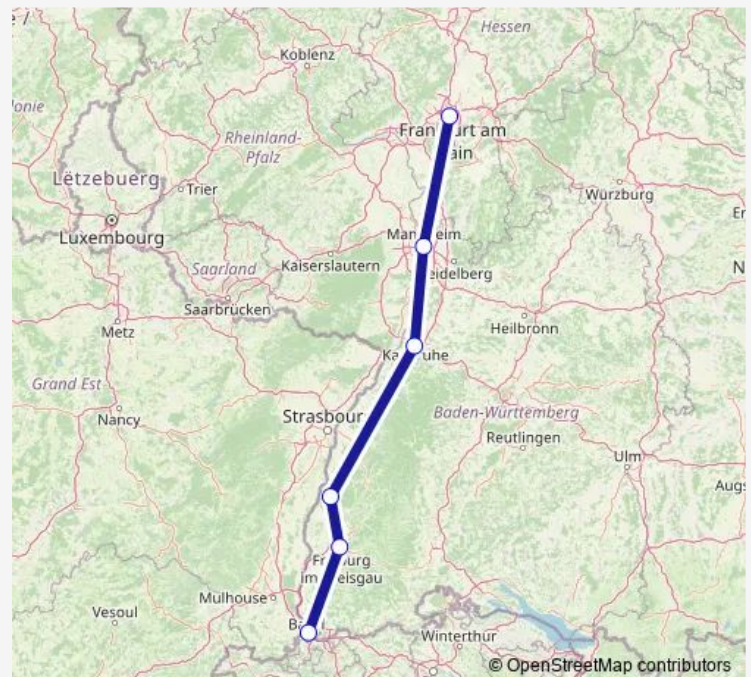 Hessen
Koblenz
Rheinland-
Pfalz
Lëtzebuerg
Trier
Würzburg
Luxembourg
Saarland
Kaiserslautern
Saarbrücken
Metz
Heilbronn
Grand Est
Nancy
Baden-Württemberg
Reutlingen
Ulm
Mulhouse
Vesoul
Winterthur
© OpenStreetMap contributors